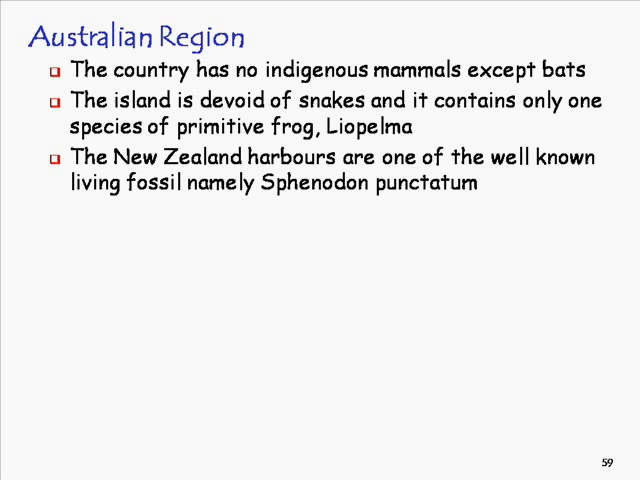 Australian Region
The country has no indigenous mammals except bats
The island is devoid of snakes and it contains only one
species of primitive frog, Liopelma
The New Zealand harbours are one of the well known
living fossil namely Sphenodon punctatum
59